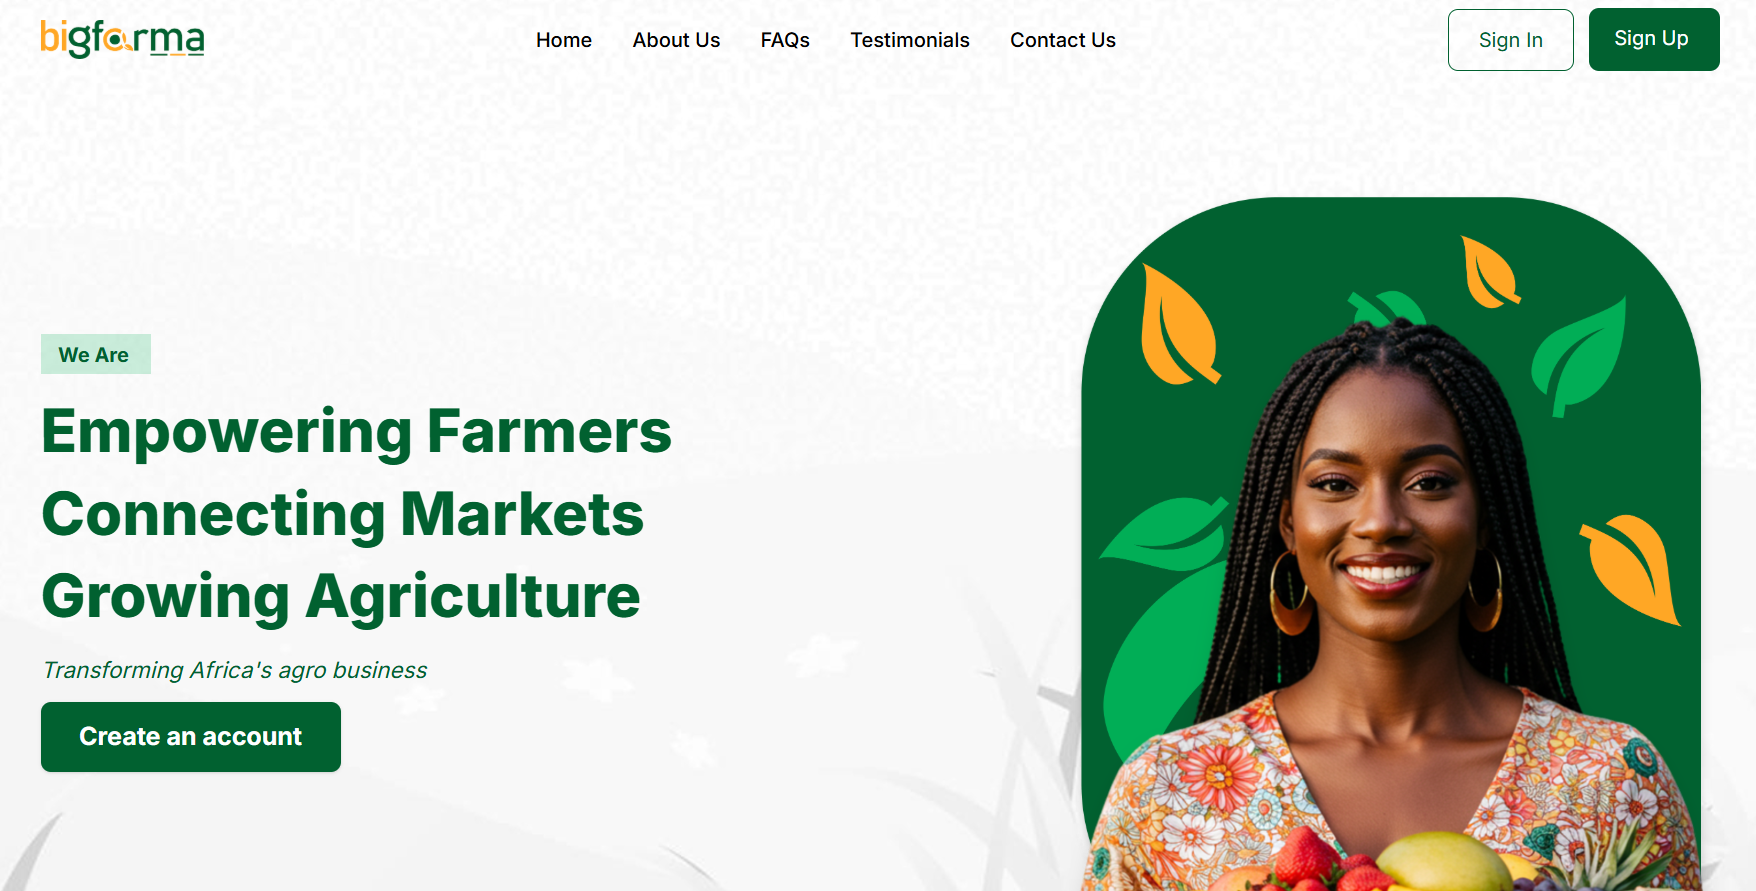 bigfarma
Home
About Us
FAQs
Testimonials
Contact Us
Sign In
Sign Up
We Are
Empowering Farmers
Connecting Markets
Growing Agriculture
Transforming Africa's agro business
Create an account